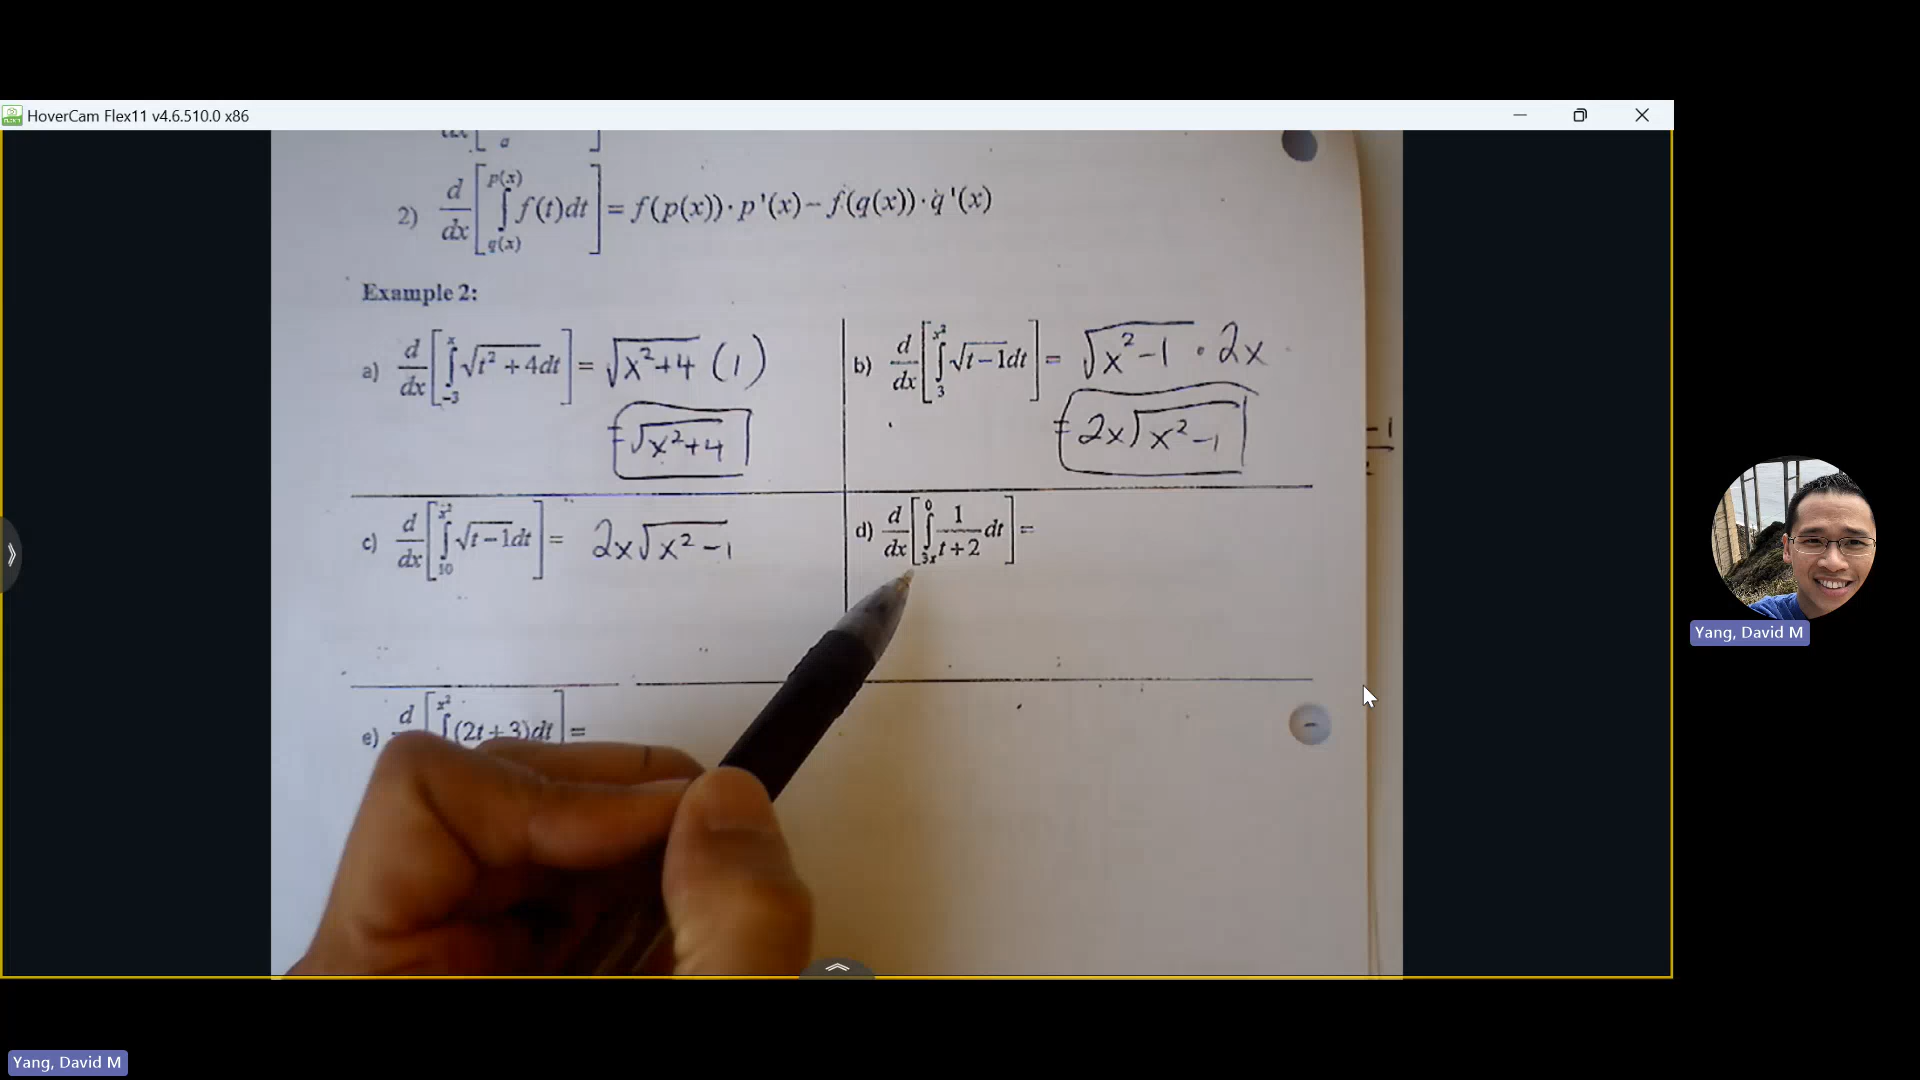 HoverCam Flex11 v4.6.510.0 x86
a
2) d/dx [∫_{q(x)}^{p(x)} f(t)dt] = f(p(x))·p'(x) – f(q(x))·q'(x)
Example 2:
a) d/dx [∫_{-3}^{x} √(t² + 4) dt] = √(x²+4) (1)
= √(x²+4)
b) d/dx [∫_{3}^{x²} √(t–1) dt] = √(x²–1) · 2x
= 2x√(x²–1)
–1
c) d/dx [∫_{10}^{x²} √(t–1) dt] = 2x√(x²–1)
d) d/dx [∫_{3x}^{0} 1/(t+2) dt] =
e) d [∫^{x²} (2t+3)dt] =
Yang, David M
Yang, David M